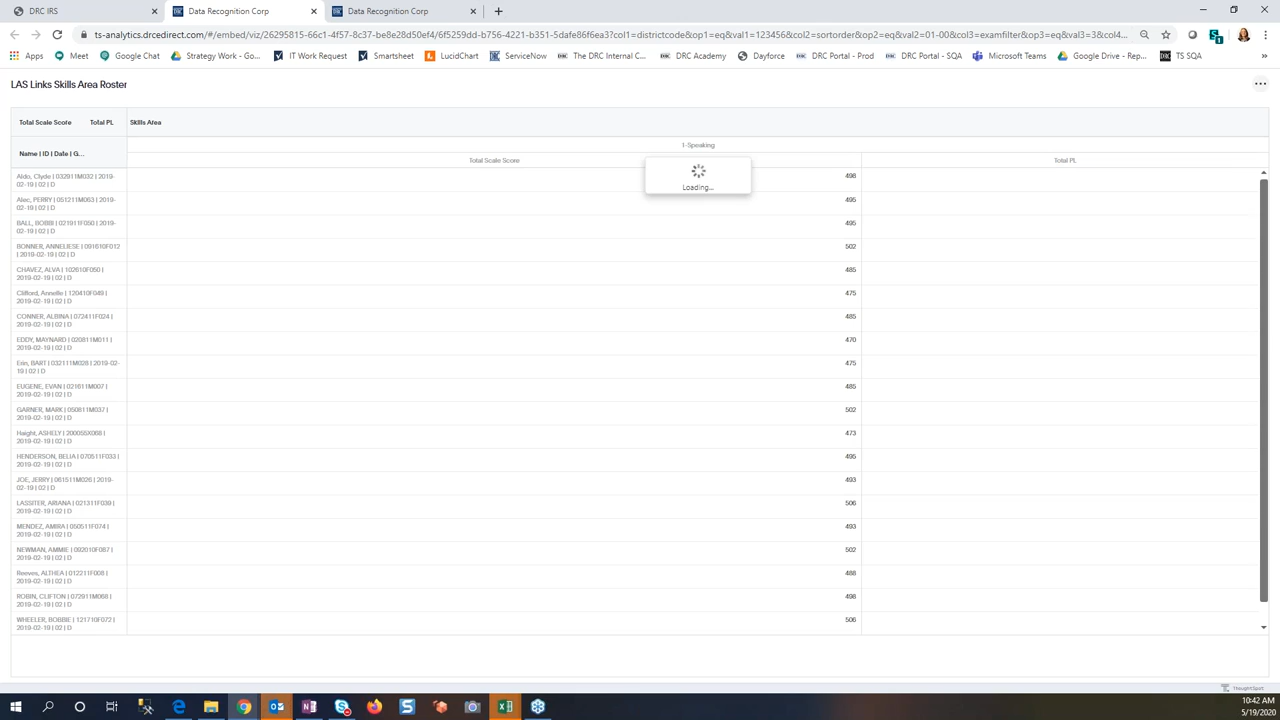 DRC IRS
Data Recognition Corp
Data Recognition Corp
ts-analytics.drcedirect.com/#/embed/viz/26295815-66c1-4f57-8c37-be8e28d50ef4/6f5259dd-b756-4221-b351-5dafe86f6ea3?col1=districtcode&op1=eq&val1=123456&col2=sortorder&op2=eq&val2=01-00&col3=examfilter&op3=eq&val3=3&col4...
Apps
Meet
Google Chat
Strategy Work - Go...
IT Work Request
Smartsheet
LucidChart
ServiceNow
The DRC Internal C...
DRC Academy
Dayforce
DRC Portal - Prod
DRC Portal - SQA
Microsoft Teams
Google Drive - Rep...
TS SQA
LAS Links Skills Area Roster
Total Scale Score Total PL Skills Area
1-Speaking
Name | ID | Date | G...
Total Scale Score Total PL
Loading...
Aldo, Clyde | 032911M032 | 2019-
02-19 | 02 | D
498
Alec, PERRY | 051211M063 | 2019-
02-19 | 02 | D
495
BALL, BOBBI | 021911F050 | 2019-
02-19 | 02 | D
495
BONNER, ANNELIESE | 091610F012
| 2019-02-19 | 02 | D
502
CHAVEZ, ALVA | 102610F050 |
2019-02-19 | 02 | D
485
Clifford, Annelle | 120410F049 |
2019-02-19 | 02 | D
475
CONNER, ALBINA | 072411F024 |
2019-02-19 | 02 | D
485
EDDY, MAYNARD | 020811M011 |
2019-02-19 | 02 | D
470
Erin, BART | 032111M028 | 2019-02-
19 | 02 | D
475
EUGENE, EVAN | 021611M007 |
2019-02-19 | 02 | D
485
GARNER, MARK | 050811M037 |
2019-02-19 | 02 | D
502
Haight, ASHELY | 200055X068 |
2019-02-19 | 02 | D
473
HENDERSON, BELIA | 070511F033 |
2019-02-19 | 02 | D
495
JOE, JERRY | 061511M026 | 2019-
02-19 | 02 | D
493
LASSITER, ARIANA | 021311F039 |
2019-02-19 | 02 | D
506
MENDEZ, AMIRA | 050511F074 |
2019-02-19 | 02 | D
493
NEWMAN, AMMIE | 092010F087 |
2019-02-19 | 02 | D
502
Reeves, ALTHEA | 012211F008 |
2019-02-19 | 02 | D
488
ROBIN, CLIFTON | 072911M068 |
2019-02-19 | 02 | D
498
WHEELER, BOBBIE | 121710F072 |
2019-02-19 | 02 | D
506
ThoughtSpot
10:42 AM
5/19/2020